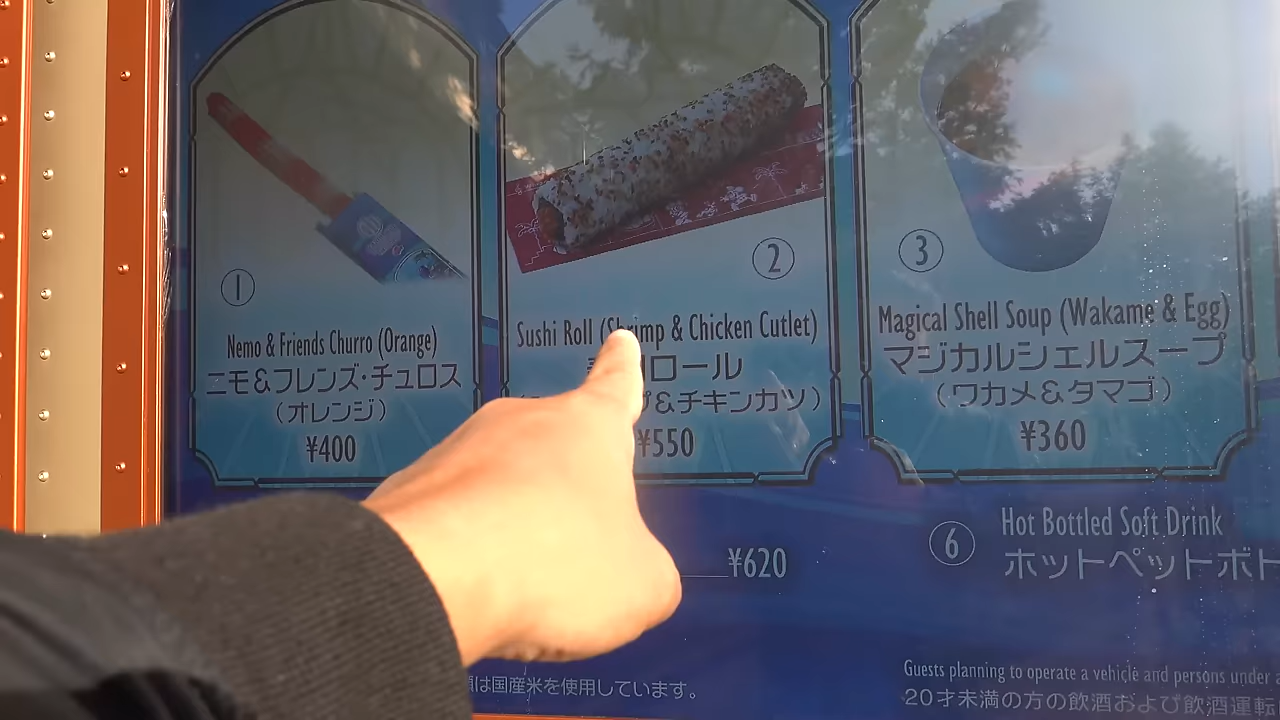 ①
Nemo & Friends Churro (Orange)
ニモ&フレンズ・チュロス
(オレンジ)
¥400
②
Sushi Roll (Shrimp & Chicken Cutlet)
ロール
&チキンカツ)
¥550
③
Magical Shell Soup (Wakame & Egg)
マジカルシェルスープ
(ワカメ&タマゴ)
¥360
¥620
⑥
Hot Bottled Soft Drink
ホットペットボト
は国産米を使用しています。
Guests planning to operate a vehicle and persons under
20才未満の方の飲酒および飲酒運転